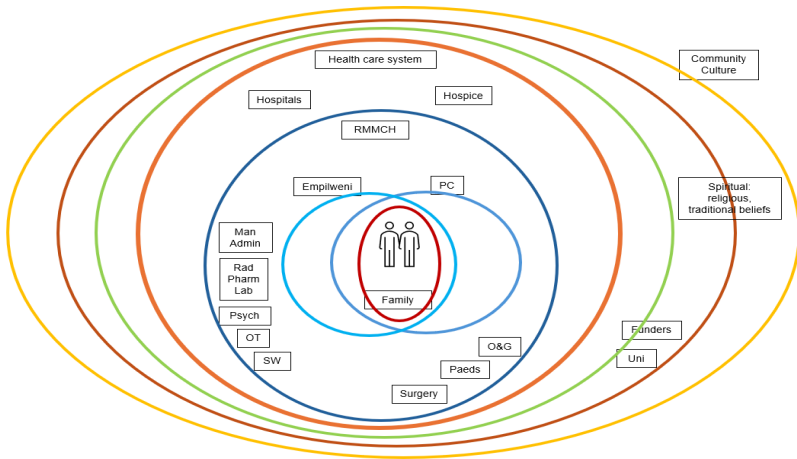 Health care system
Community
Culture
Hospitals
Hospice
RMMCH
Empilweni
PC
Spiritual:
religious,
traditional beliefs
Man
Admin
Rad
Pharm
Lab
Family
Psych
Funders
OT
O&G
Uni
SW
Paeds
Surgery